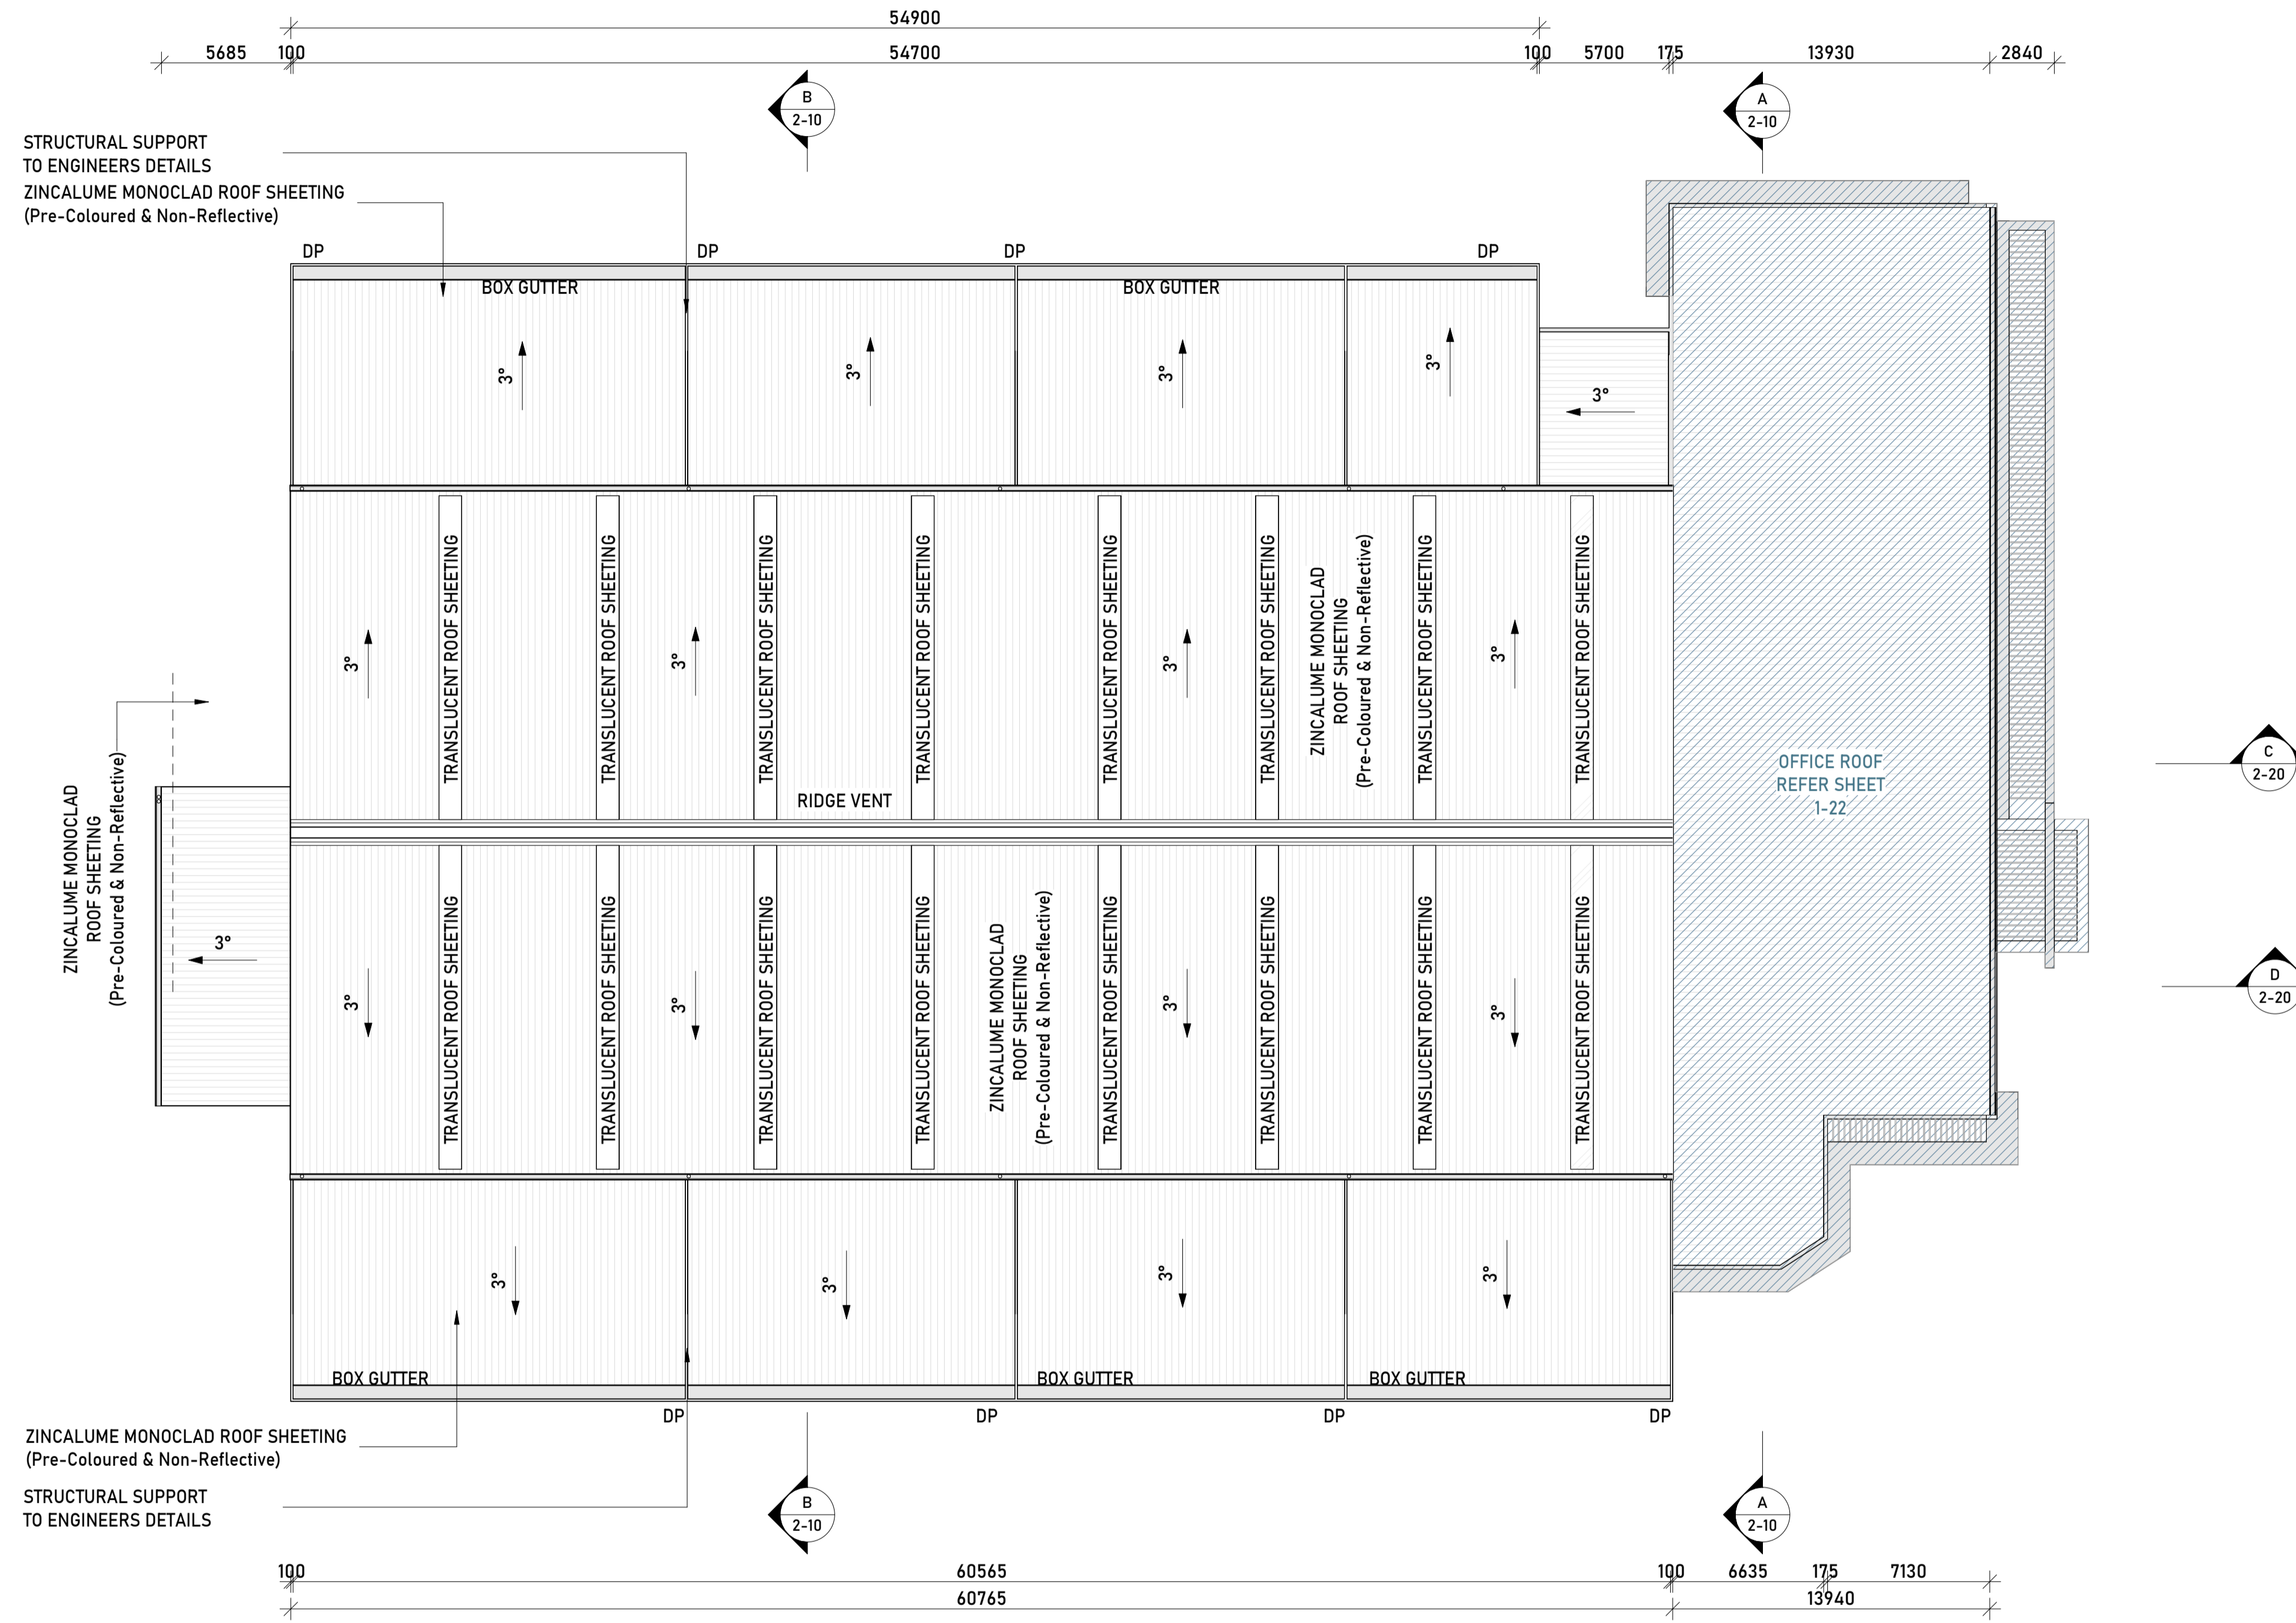 54900
5685 100 54700 100 5700 175 13930 2840
B
2-10
A
2-10
STRUCTURAL SUPPORT
TO ENGINEERS DETAILS
ZINCALUME MONOCLAD ROOF SHEETING
(Pre-Coloured & Non-Reflective)
DP DP DP DP
BOX GUTTER BOX GUTTER
3° 3° 3° 3°
3°
TRANSLUCENT ROOF SHEETING
TRANSLUCENT ROOF SHEETING
TRANSLUCENT ROOF SHEETING
TRANSLUCENT ROOF SHEETING
TRANSLUCENT ROOF SHEETING
TRANSLUCENT ROOF SHEETING
ZINCALUME MONOCLAD
ROOF SHEETING
(Pre-Coloured & Non-Reflective)
TRANSLUCENT ROOF SHEETING
TRANSLUCENT ROOF SHEETING
3° 3° 3° 3°
RIDGE VENT
OFFICE ROOF
REFER SHEET
1-22
C
2-20
ZINCALUME MONOCLAD
ROOF SHEETING
(Pre-Coloured & Non-Reflective)
3°
TRANSLUCENT ROOF SHEETING
TRANSLUCENT ROOF SHEETING
TRANSLUCENT ROOF SHEETING
TRANSLUCENT ROOF SHEETING
ZINCALUME MONOCLAD
ROOF SHEETING
(Pre-Coloured & Non-Reflective)
TRANSLUCENT ROOF SHEETING
TRANSLUCENT ROOF SHEETING
TRANSLUCENT ROOF SHEETING
TRANSLUCENT ROOF SHEETING
3° 3° 3° 3°
D
2-20
3° 3° 3° 3°
BOX GUTTER BOX GUTTER BOX GUTTER
DP DP DP DP
ZINCALUME MONOCLAD ROOF SHEETING
(Pre-Coloured & Non-Reflective)
STRUCTURAL SUPPORT
TO ENGINEERS DETAILS
B
2-10
A
2-10
100 60565 100 6635 175 7130
60765 13940